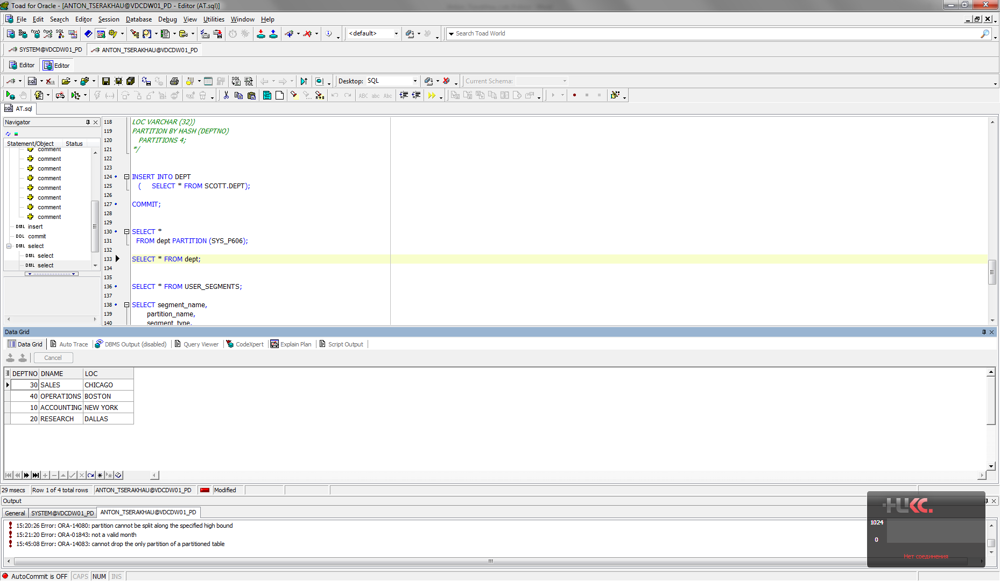 Toad for Oracle - [ANTON_TSERAKHAU@VDCDW01_PD - Editor (AT.sql)]
File Edit Search Editor Session Database Debug View Utilities Window Help
<default> Search Toad World
SYSTEM@VDCDW01_PD ANTON_TSERAKHAU@VDCDW01_PD
Editor Editor
Desktop: SQL Current Schema:
AT.sql
Navigator
Statement/Object Status
comment
comment
comment
comment
comment
comment
comment
comment
DML insert
DDL commit
DML select
DML select
DML select
118 LOC VARCHAR (32))
119 PARTITION BY HASH (DEPTNO)
120 PARTITIONS 4;
121 */
122
123
124 INSERT INTO DEPT
125 ( SELECT * FROM SCOTT.DEPT);
126
127 COMMIT;
128
129
130 SELECT *
131 FROM dept PARTITION (SYS_P606);
132
133 SELECT * FROM dept;
134
135
136 SELECT * FROM USER_SEGMENTS;
137
138 SELECT segment_name,
139 partition_name,
140 segment_type,
Data Grid
Data Grid Auto Trace DBMS Output (disabled) Query Viewer CodeXpert Explain Plan Script Output
Cancel
DEPTNO DNAME LOC
30 SALES CHICAGO
40 OPERATIONS BOSTON
10 ACCOUNTING NEW YORK
20 RESEARCH DALLAS
29 msecs Row 1 of 4 total rows ANTON_TSERAKHAU@VDCDW01_PD Modified
Output
General SYSTEM@VDCDW01_PD ANTON_TSERAKHAU@VDCDW01_PD
15:20:26 Error: ORA-14080: partition cannot be split along the specified high bound
15:21:20 Error: ORA-01843: not a valid month
15:45:08 Error: ORA-14083: cannot drop the only partition of a partitioned table
1024
0
Нет соединения
AutoCommit is OFF CAPS NUM INS